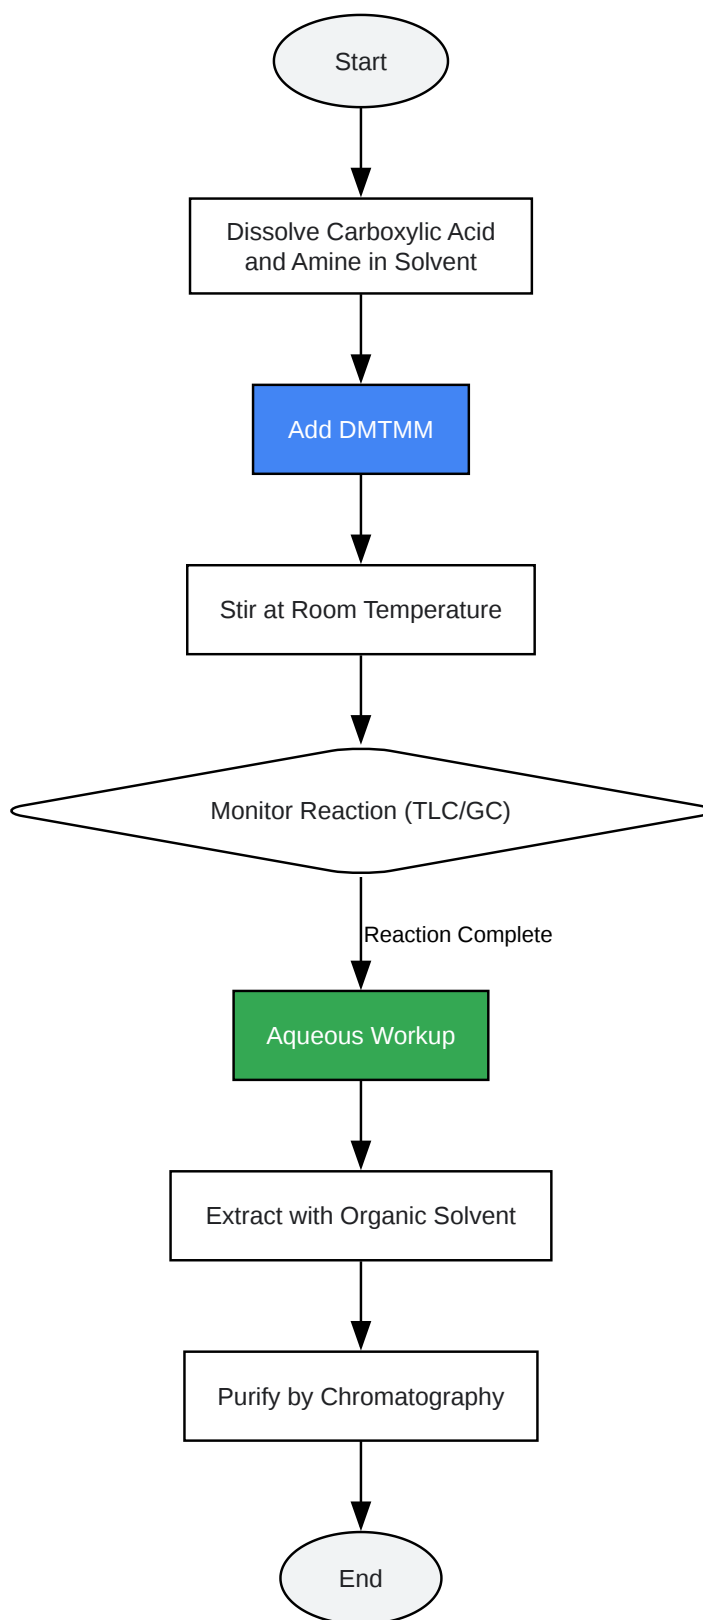 Start
Dissolve Carboxylic Acid
and Amine in Solvent
Add DMTMM
Stir at Room Temperature
Monitor Reaction (TLC/GC)
Reaction Complete
Aqueous Workup
Extract with Organic Solvent
Purify by Chromatography
End